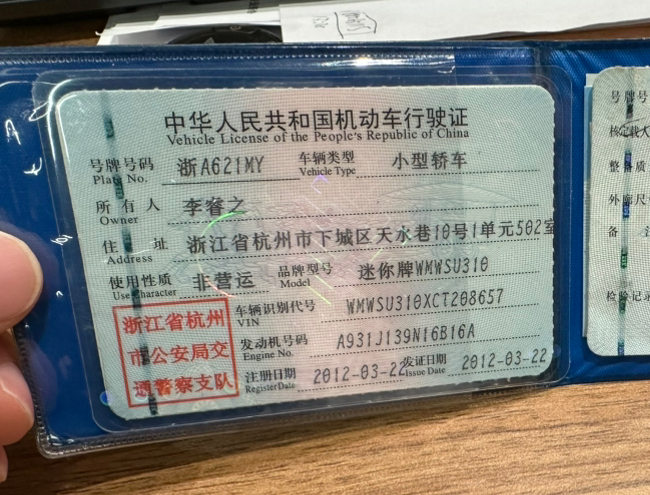 中华人民共和国机动车行驶证
Vehicle License of the People's Republic of China
号牌号码 浙A621MY 车辆类型 小型轿车
Plate No. Vehicle Type
所有人 李睿之
Owner
住址 浙江省杭州市下城区天水巷10号1单元502室
Address
使用性质 非营运 品牌型号 迷你牌WMWSU310
Use Character Model
车辆识别代号 WMWSU310XCT208657
VIN
发动机号码 A931J139N16B16A
Engine No.
注册日期 2012-03-22 发证日期 2012-03-22
Register Date Issue Date
浙江省杭州
市公安局交
通警察支队
号牌号
核定载人
整备质
外廓尺
备 注
检验记录